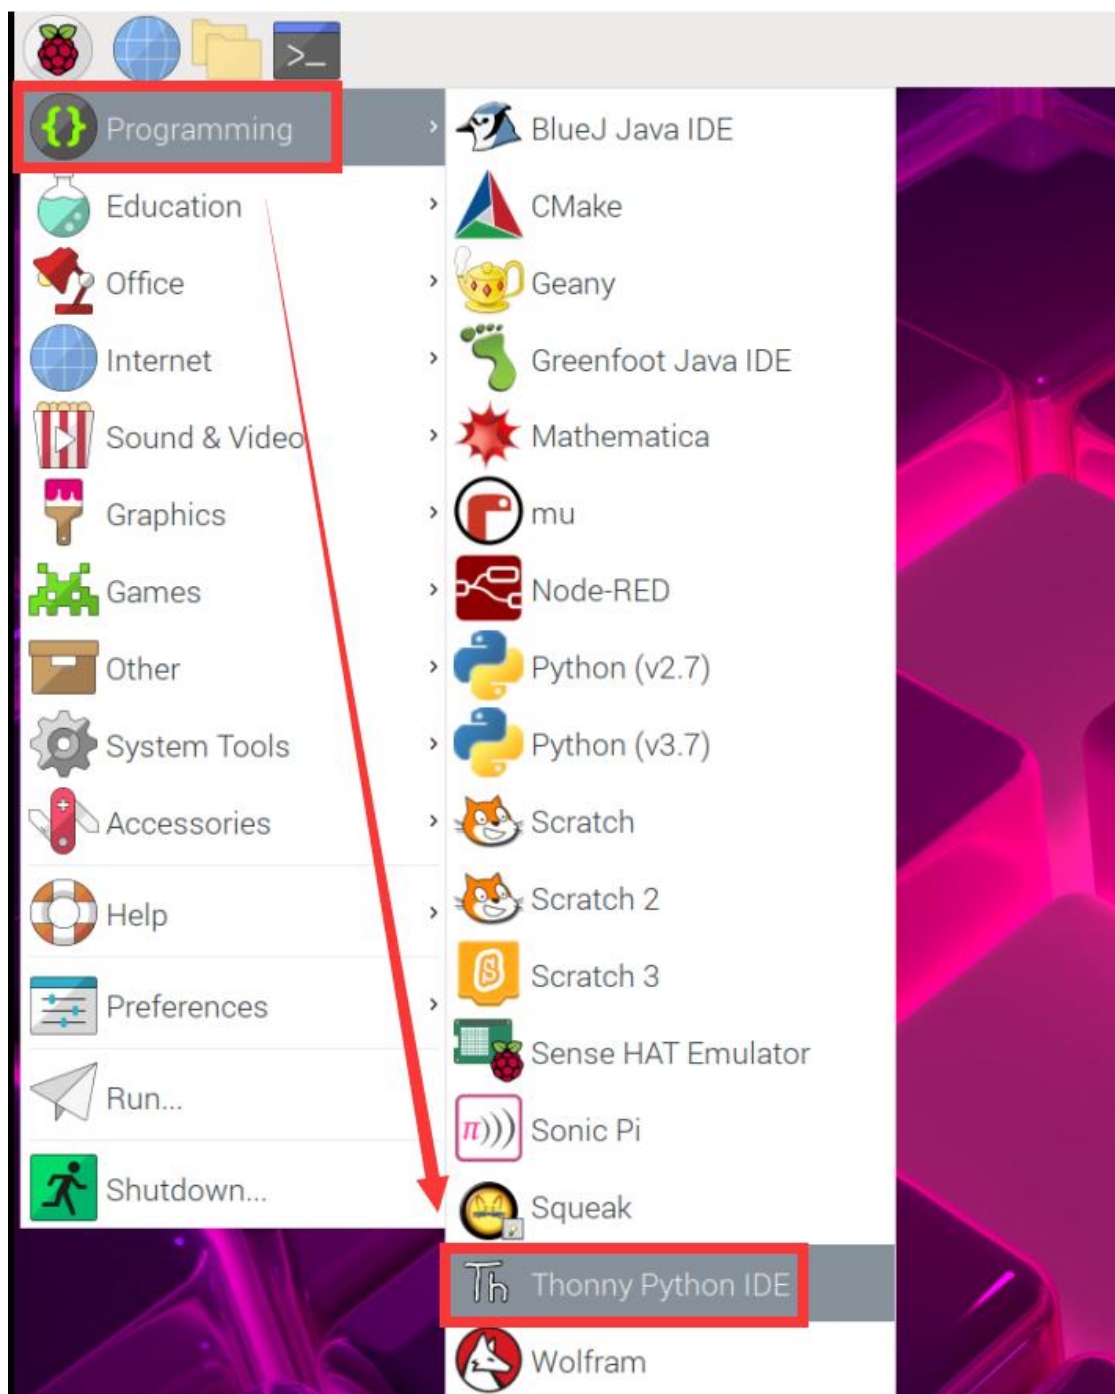 >_
{} Programming
Education
Office
Internet
Sound & Video
Graphics
Games
Other
System Tools
Accessories
Help
Preferences
Run...
Shutdown...
BlueJ Java IDE
CMake
Geany
Greenfoot Java IDE
Mathematica
mu
Node-RED
Python (v2.7)
Python (v3.7)
Scratch
Scratch 2
S Scratch 3
Sense HAT Emulator
π))) Sonic Pi
Squeak
Th Thonny Python IDE
Wolfram